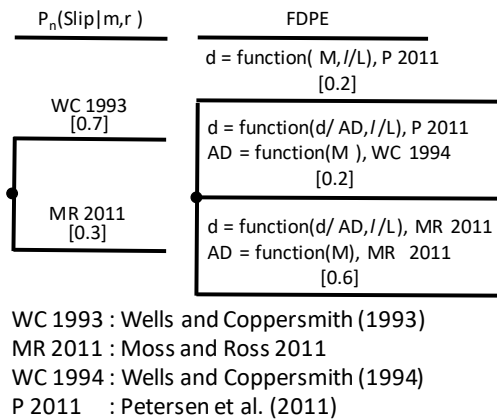 Pn(Slip|m,r)
FDPE
d = function( M,l/L), P 2011
[0.2]
WC 1993
[0.7]
d = function(d/ AD,l/L), P 2011
AD = function(M ), WC 1994
[0.2]
MR 2011
[0.3]
d = function(d/ AD,l/L), MR 2011
AD = function(M), MR 2011
[0.6]
WC 1993 : Wells and Coppersmith (1993)
MR 2011 : Moss and Ross 2011
WC 1994 : Wells and Coppersmith (1994)
P 2011 : Petersen et al. (2011)